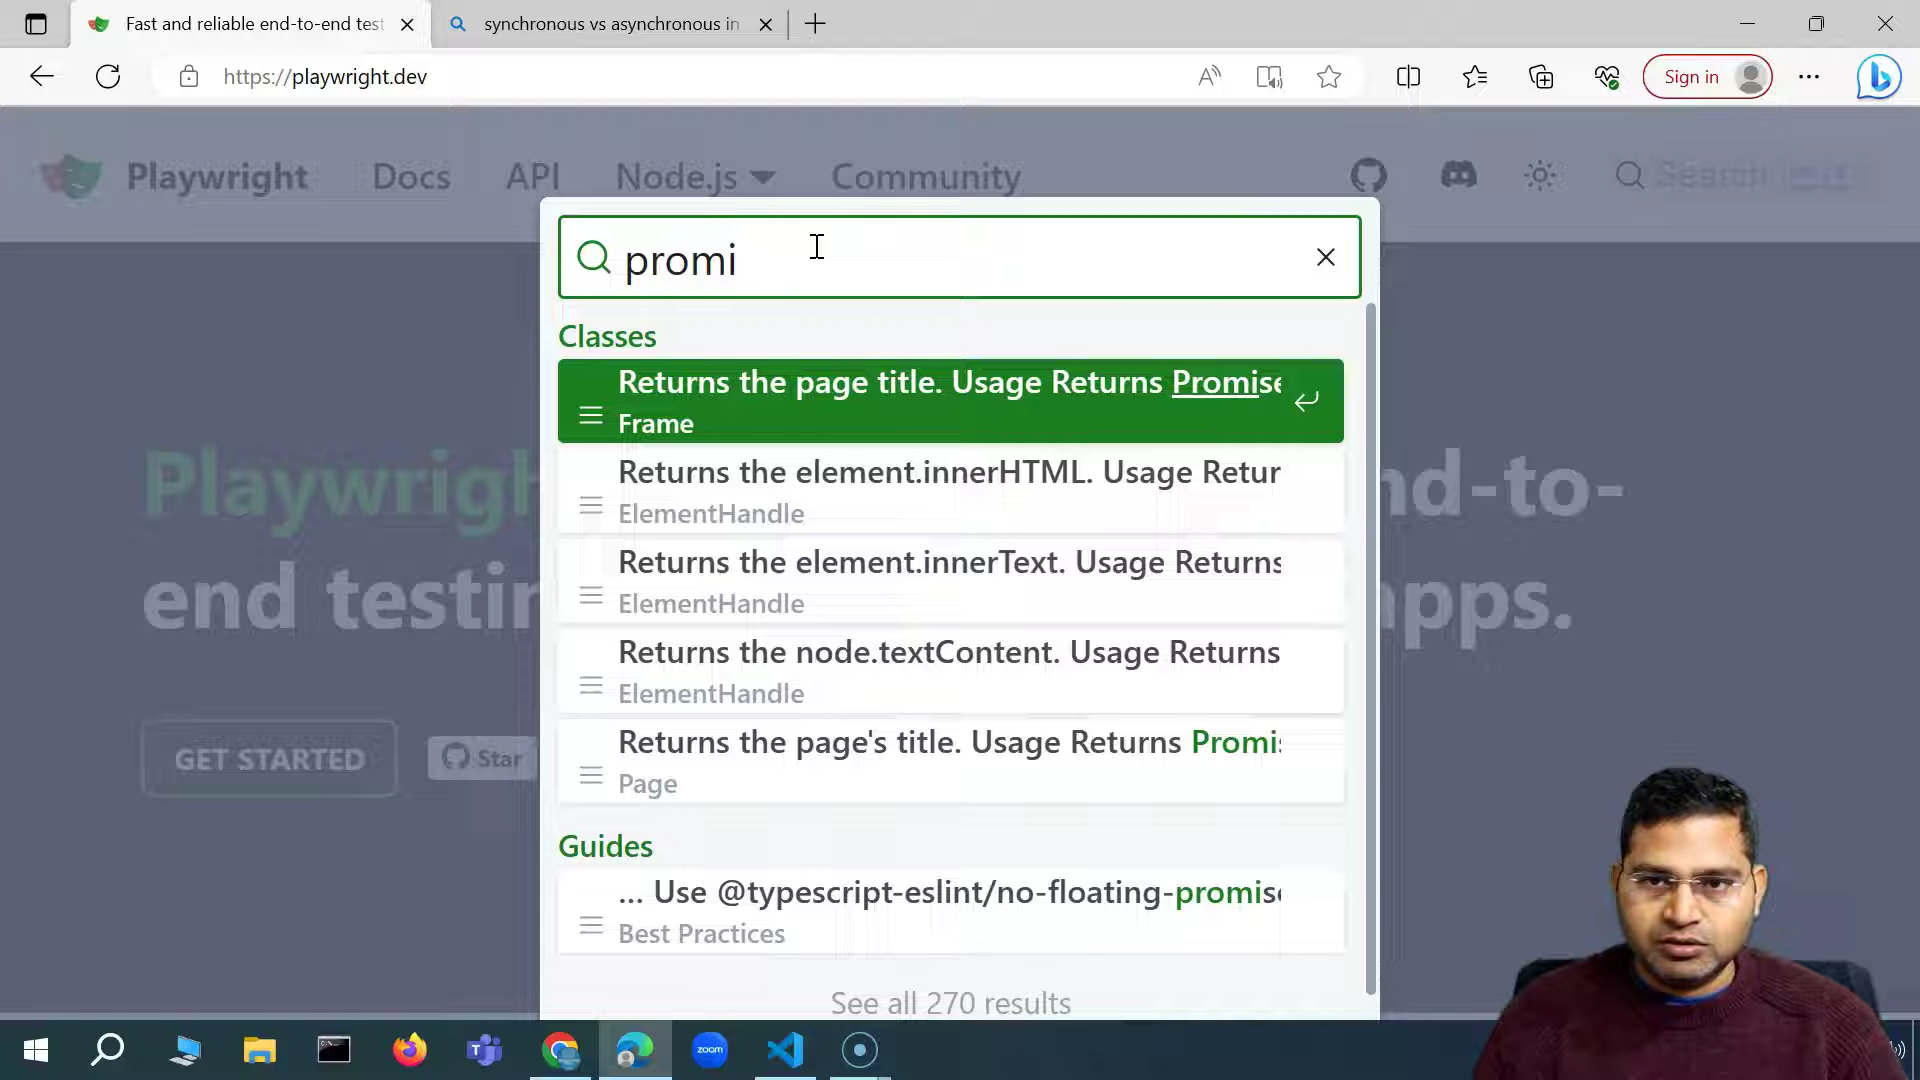 Fast and reliable end-to-end test
synchronous vs asynchronous in
https://playwright.dev
Sign in
Playwright
Docs
API
Node.js
Community
Search
promi
Classes
Returns the page title. Usage Returns Promise
Frame
Returns the element.innerHTML. Usage Retur
ElementHandle
Returns the element.innerText. Usage Returns
ElementHandle
Returns the node.textContent. Usage Returns
ElementHandle
Returns the page's title. Usage Returns Promis
Page
Guides
... Use @typescript-eslint/no-floating-promise
Best Practices
See all 270 results
Playwrigh
nd-to-
end testin
apps.
GET STARTED
Star
zoom